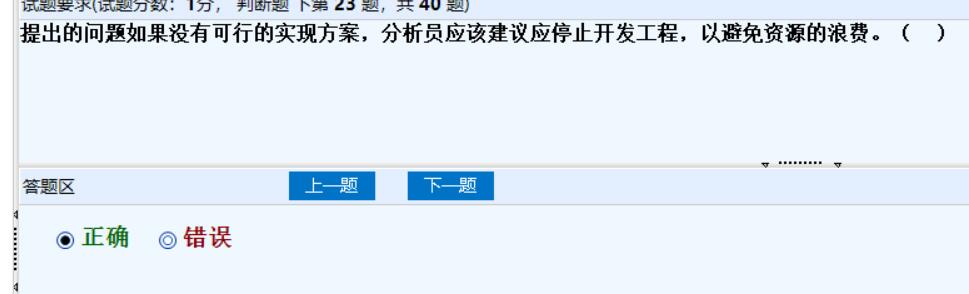 试题要求(试题分数：1分， 判断题 下第 23 题，共 40 题)
提出的问题如果没有可行的实现方案，分析员应该建议应停止开发工程，以避免资源的浪费。（　）
答题区 上一题 下一题
正确 错误